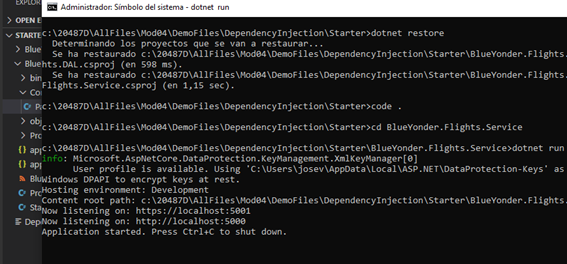 EXPLOR
Administrador: Símbolo del sistema - dotnet run
OPEN E
c:\20487D\AllFiles\Mod04\DemoFiles\DependencyInjection\Starter>dotnet restore
STARTE
Determinando los proyectos que se van a restaurar...
Blue
Se ha restaurado c:\20487D\AllFiles\Mod04\DemoFiles\DependencyInjection\Starter\BlueYonder.Flights.
Blue
hts.DAL.csproj (en 598 ms).
bin
Se ha restaurado c:\20487D\AllFiles\Mod04\DemoFiles\DependencyInjection\Starter\BlueYonder.Flights.
Co
Flights.Service.csproj (en 1,15 sec).
c:\20487D\AllFiles\Mod04\DemoFiles\DependencyInjection\Starter>code .
obj
c:\20487D\AllFiles\Mod04\DemoFiles\DependencyInjection\Starter>cd BlueYonder.Flights.Service
Pro
app
c:\20487D\AllFiles\Mod04\DemoFiles\DependencyInjection\Starter\BlueYonder.Flights.Service>dotnet run
app
info: Microsoft.AspNetCore.DataProtection.KeyManagement.XmlKeyManager[0]
Blu
User profile is available. Using 'C:\Users\josev\AppData\Local\ASP.NET\DataProtection-Keys' as
Windows DPAPI to encrypt keys at rest.
Pro
Hosting environment: Development
Sta
Content root path: c:\20487D\AllFiles\Mod04\DemoFiles\DependencyInjection\Starter\BlueYonder.Flights.
Depe
Now listening on: https://localhost:5001
Now listening on: http://localhost:5000
Application started. Press Ctrl+C to shut down.